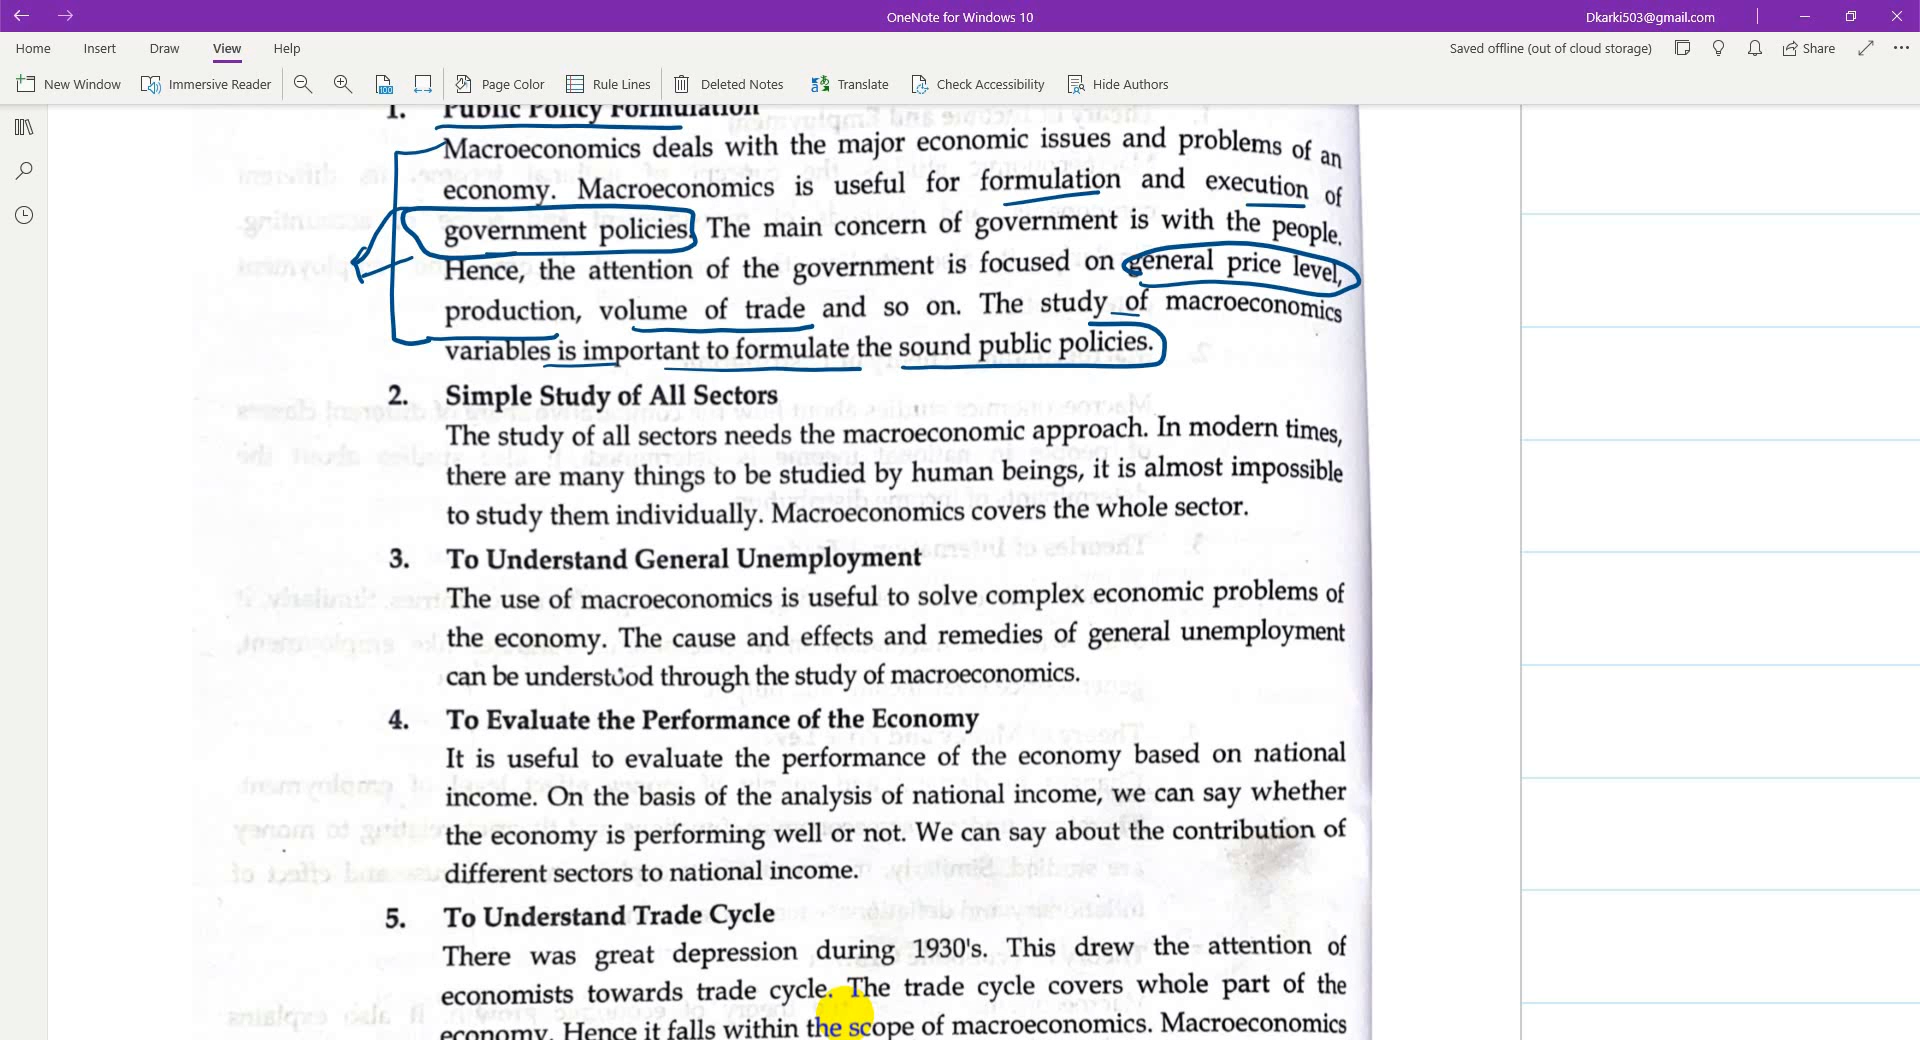 OneNote for Windows 10
Dkarki503@gmail.com
Home Insert Draw View Help
Saved offline (out of cloud storage) Share
New Window Immersive Reader 100 Page Color Rule Lines Deleted Notes Translate Check Accessibility Hide Authors
1. Public Policy Formulation
Macroeconomics deals with the major economic issues and problems of an
economy. Macroeconomics is useful for formulation and execution of
government policies. The main concern of government is with the people.
Hence, the attention of the government is focused on general price level,
production, volume of trade and so on. The study of macroeconomics
variables is important to formulate the sound public policies.
2. Simple Study of All Sectors
The study of all sectors needs the macroeconomic approach. In modern times,
there are many things to be studied by human beings, it is almost impossible
to study them individually. Macroeconomics covers the whole sector.
3. To Understand General Unemployment
The use of macroeconomics is useful to solve complex economic problems of
the economy. The cause and effects and remedies of general unemployment
can be understood through the study of macroeconomics.
4. To Evaluate the Performance of the Economy
It is useful to evaluate the performance of the economy based on national
income. On the basis of the analysis of national income, we can say whether
the economy is performing well or not. We can say about the contribution of
different sectors to national income.
5. To Understand Trade Cycle
There was great depression during 1930's. This drew the attention of
economists towards trade cycle. The trade cycle covers whole part of the
economy. Hence it falls within the scope of macroeconomics. Macroeconomics